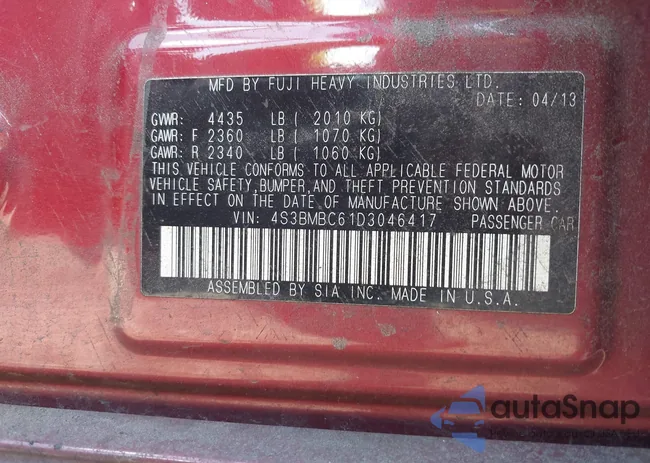 MFD BY FUJI HEAVY INDUSTRIES LTD.
DATE: 04/13
GVWR: 4435 LB ( 2010 KG)
GAWR: F 2360 LB ( 1070 KG)
GAWR: R 2340 LB ( 1060 KG)
THIS VEHICLE CONFORMS TO ALL APPLICABLE FEDERAL MOTOR
VEHICLE SAFETY, BUMPER, AND THEFT PREVENTION STANDARDS
IN EFFECT ON THE DATE OF MANUFACTURE SHOWN ABOVE.
VIN: 4S3BMBC61D3046417 PASSENGER CAR
ASSEMBLED BY SIA INC. MADE IN U.S.A.
autaSnap